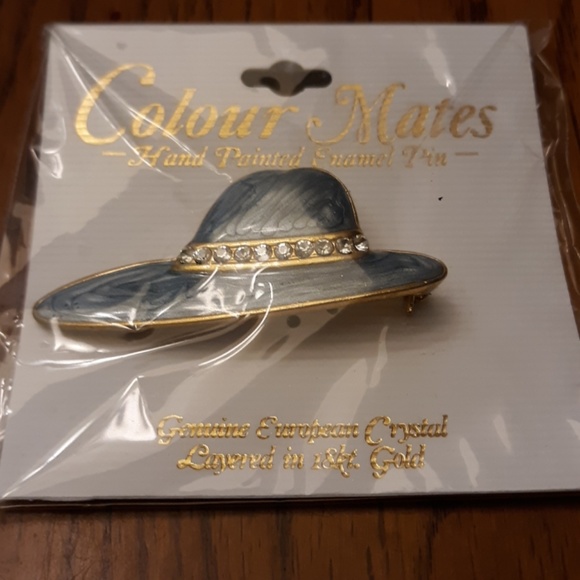 Colour Mates
– Hand Painted Enamel Pin –
Genuine European Crystal
Layered in 18kt. Gold